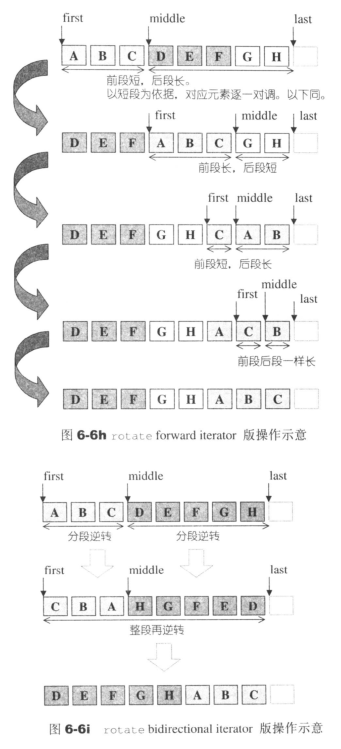 first middle last
A B C D E F G H
前段短，后段长。
以短段为依据，对应元素逐一对调。以下同。
first middle last
D E F A B C G H
前段长，后段短
first middle last
D E F G H C A B
前段短，后段长
first middle last
D E F G H A C B
前段后段一样长
D E F G H A B C
图 6-6h rotate forward iterator 版操作示意
first middle last
A B C D E F G H
分段逆转 分段逆转
first middle last
C B A H G F E D
整段再逆转
D E F G H A B C
图 6-6i rotate bidirectional iterator 版操作示意